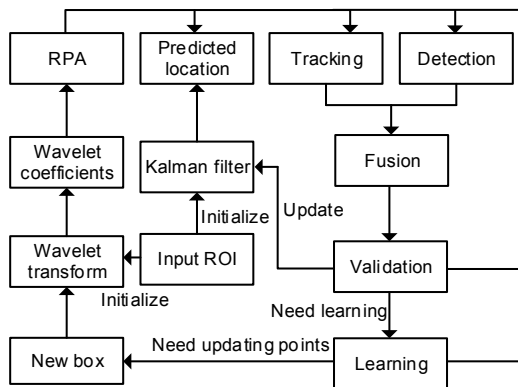 RPA
Predicted
location
Tracking
Detection
Wavelet
coefficients
Kalman filter
Fusion
Initialize
Update
Wavelet
transform
Input ROI
Validation
Initialize
Need learning
New box
Need updating points
Learning